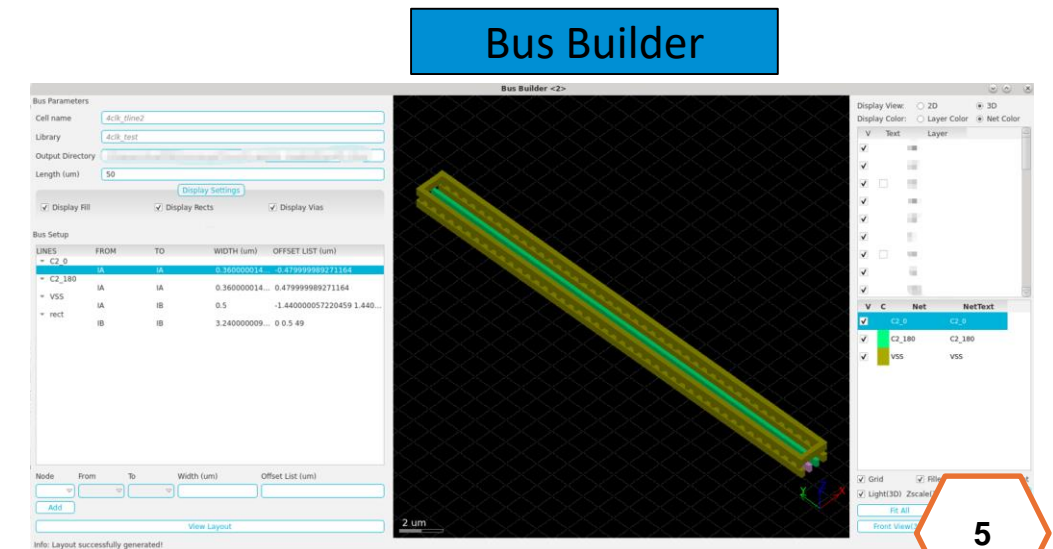 Bus Builder
Bus Builder <2>
Bus Parameters
Cell name 4clk_tline2
Library 4clk_test
Output Directory
Length (um) 50
Display Settings
Display Fill Display Rects Display Vias
Bus Setup
LINES FROM TO WIDTH (um) OFFSET LIST (um)
C2_0
IA IA 0.360000014... -0.479999989271164
C2_180
IA IA 0.360000014... 0.479999989271164
VSS
IA IB 0.5 -1.440000057220459 1.440...
rect
IB IB 3.240000009... 0 0.5 49
Node From To Width (um) Offset List (um)
Add
View Layout
Info: Layout successfully generated!
2 um
Display View: 2D 3D
Display Color: Layer Color Net Color
V Text Layer
V C Net NetText
C2_0 C2_0
C2_180 C2_180
VSS VSS
Grid
Light(3D)
Fit All
Front View
5